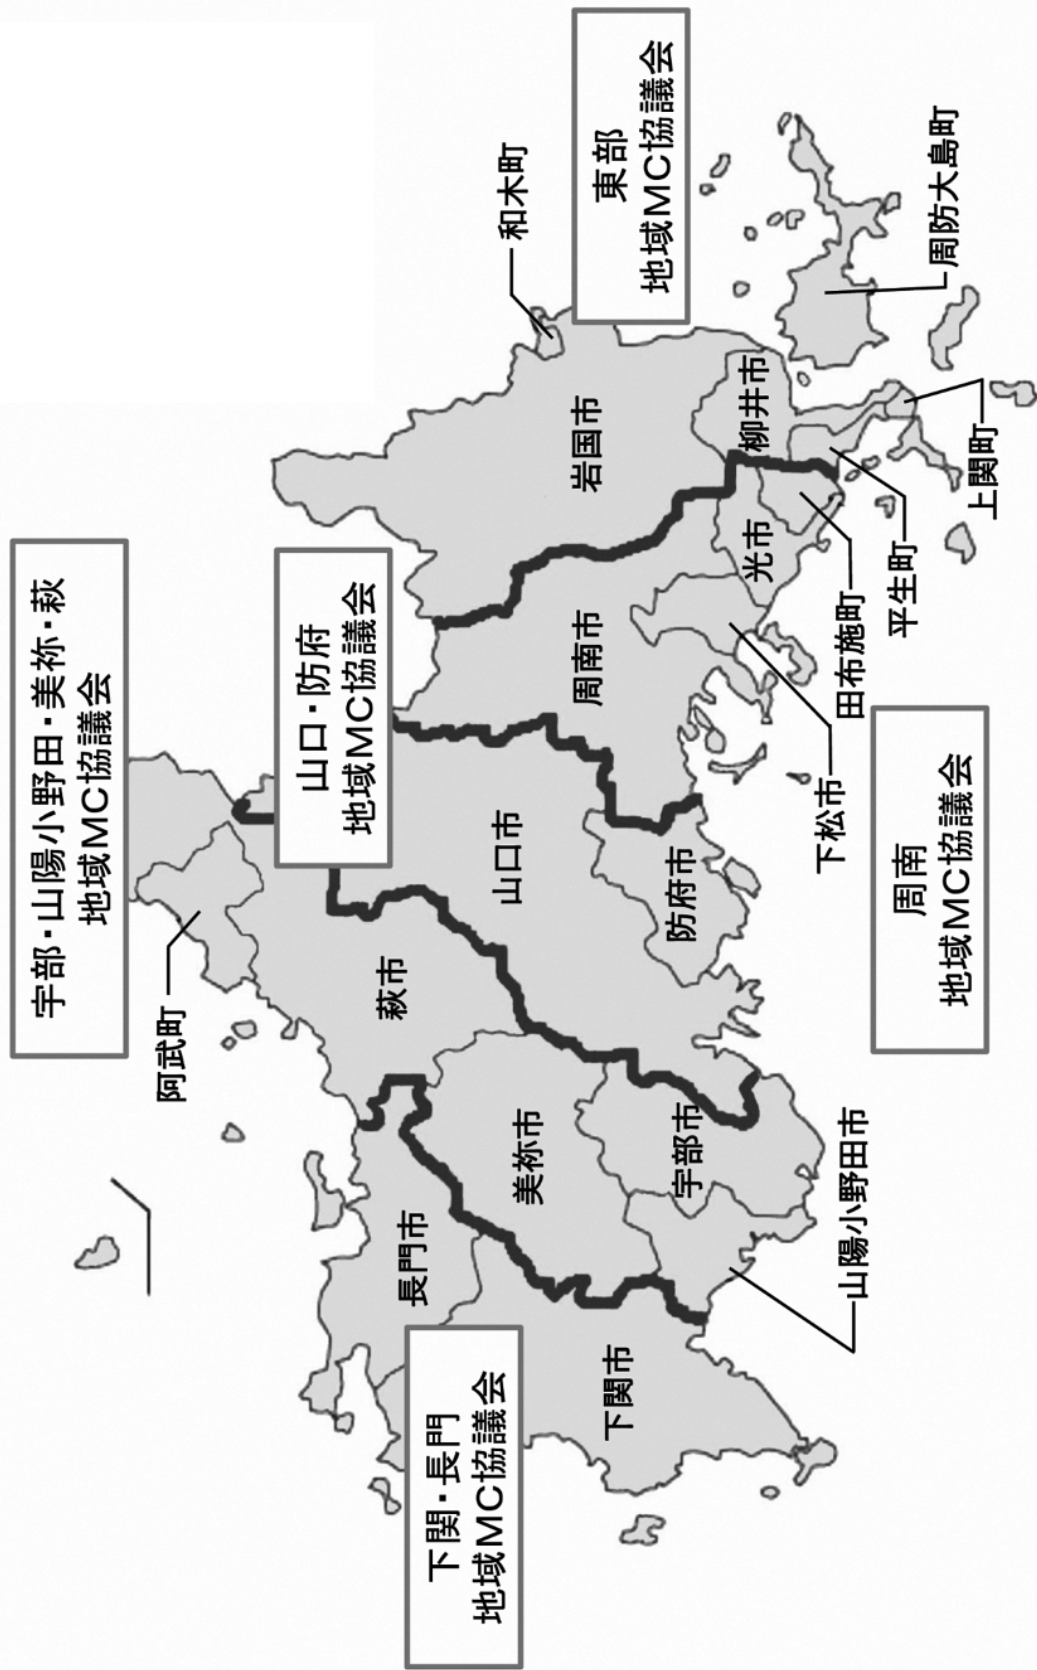 宇部・山陽小野田・美祢・萩
地域MC協議会
山口・防府
地域MC協議会
東部
地域MC協議会
下関・長門
地域MC協議会
周南
地域MC協議会
阿武町
萩市
長門市
美祢市
下関市
宇部市
山陽小野田市
山口市
防府市
周南市
下松市
光市
田布施町
岩国市
和木町
柳井市
平生町
上関町
周防大島町